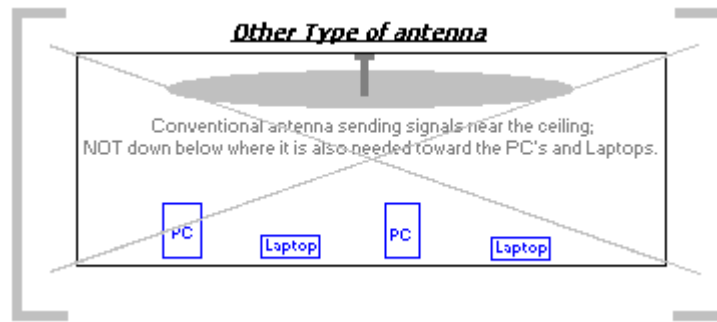 Other Type of antenna
Conventional antenna sending signals near the ceiling;
NOT down below where it is also needed toward the PC's and Laptops.
PC
Laptop
PC
Laptop